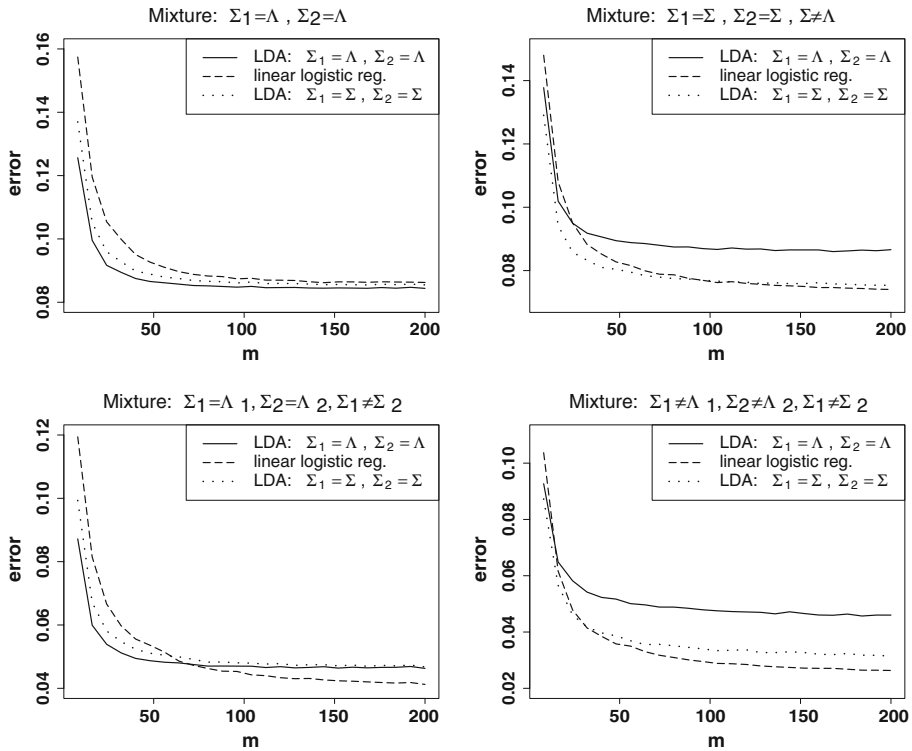 Mixture: Σ1=Λ , Σ2=Λ
LDA: Σ1 = Λ , Σ2 = Λ
linear logistic reg.
LDA: Σ1 = Σ , Σ2 = Σ
error
0.16
0.14
0.12
0.10
0.08
50 100 150 200
m
Mixture: Σ1=Σ , Σ2=Σ , Σ≠Λ
LDA: Σ1 = Λ , Σ2 = Λ
linear logistic reg.
LDA: Σ1 = Σ , Σ2 = Σ
error
0.14
0.12
0.10
0.08
50 100 150 200
m
Mixture: Σ1=Λ 1, Σ2=Λ 2, Σ1≠Σ 2
LDA: Σ1 = Λ , Σ2 = Λ
linear logistic reg.
LDA: Σ1 = Σ , Σ2 = Σ
error
0.12
0.10
0.08
0.06
0.04
50 100 150 200
m
Mixture: Σ1≠Λ 1, Σ2≠Λ 2, Σ1≠Σ 2
LDA: Σ1 = Λ , Σ2 = Λ
linear logistic reg.
LDA: Σ1 = Σ , Σ2 = Σ
error
0.10
0.08
0.06
0.04
0.02
50 100 150 200
m